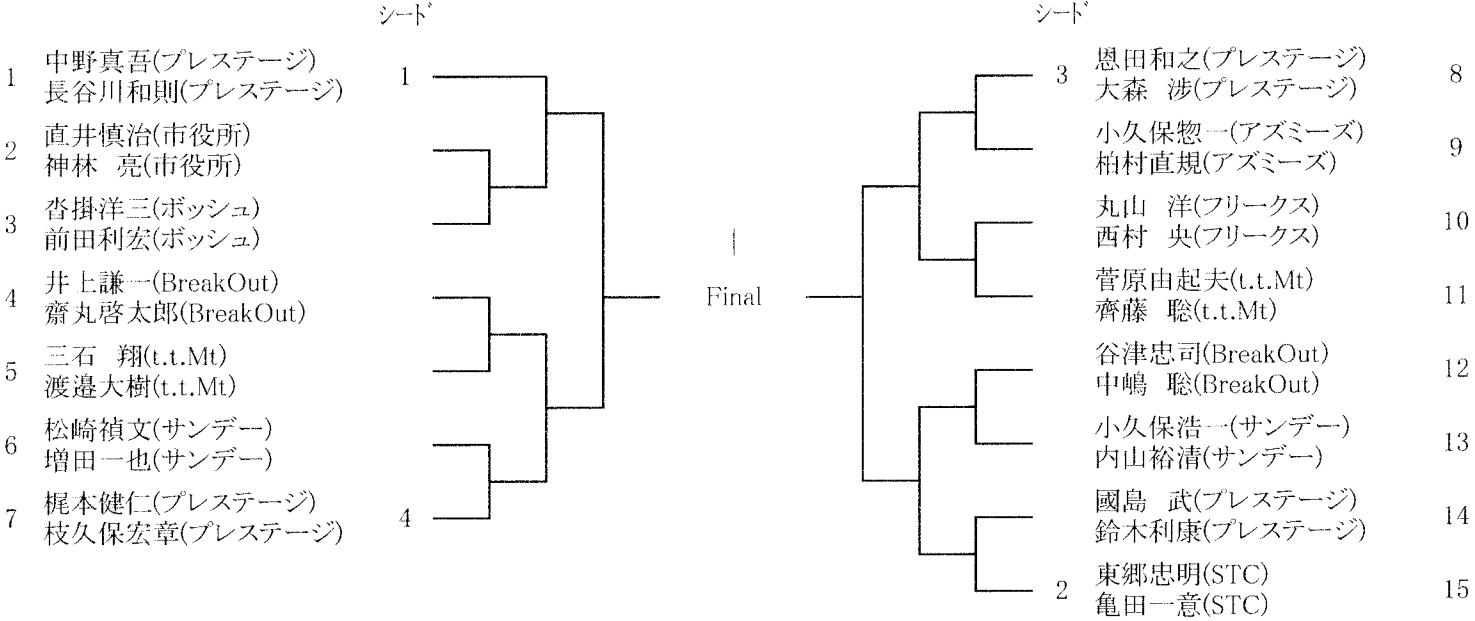 シード
1 中野真吾(プレステージ) 1
長谷川和則(プレステージ)
2 直井慎治(市役所)
神林 亮(市役所)
3 沓掛洋三(ボッシュ)
前田利宏(ボッシュ)
4 井上謙一(BreakOut)
齋丸啓太郎(BreakOut)
5 三石 翔(t.t.Mt)
渡邉大樹(t.t.Mt)
6 松崎禎文(サンデー)
増田一也(サンデー)
7 梶本健仁(プレステージ) 4
枝久保宏章(プレステージ)
Final
シード
3 恩田和之(プレステージ) 8
大森 渉(プレステージ)
小久保惣一(アズミーズ) 9
柏村直規(アズミーズ)
丸山 洋(フリークス) 10
西村 央(フリークス)
菅原由起夫(t.t.Mt) 11
齊藤 聡(t.t.Mt)
谷津忠司(BreakOut) 12
中嶋 聡(BreakOut)
小久保浩一(サンデー) 13
内山裕清(サンデー)
國島 武(プレステージ) 14
鈴木利康(プレステージ)
2 東郷忠明(STC) 15
亀田一意(STC)